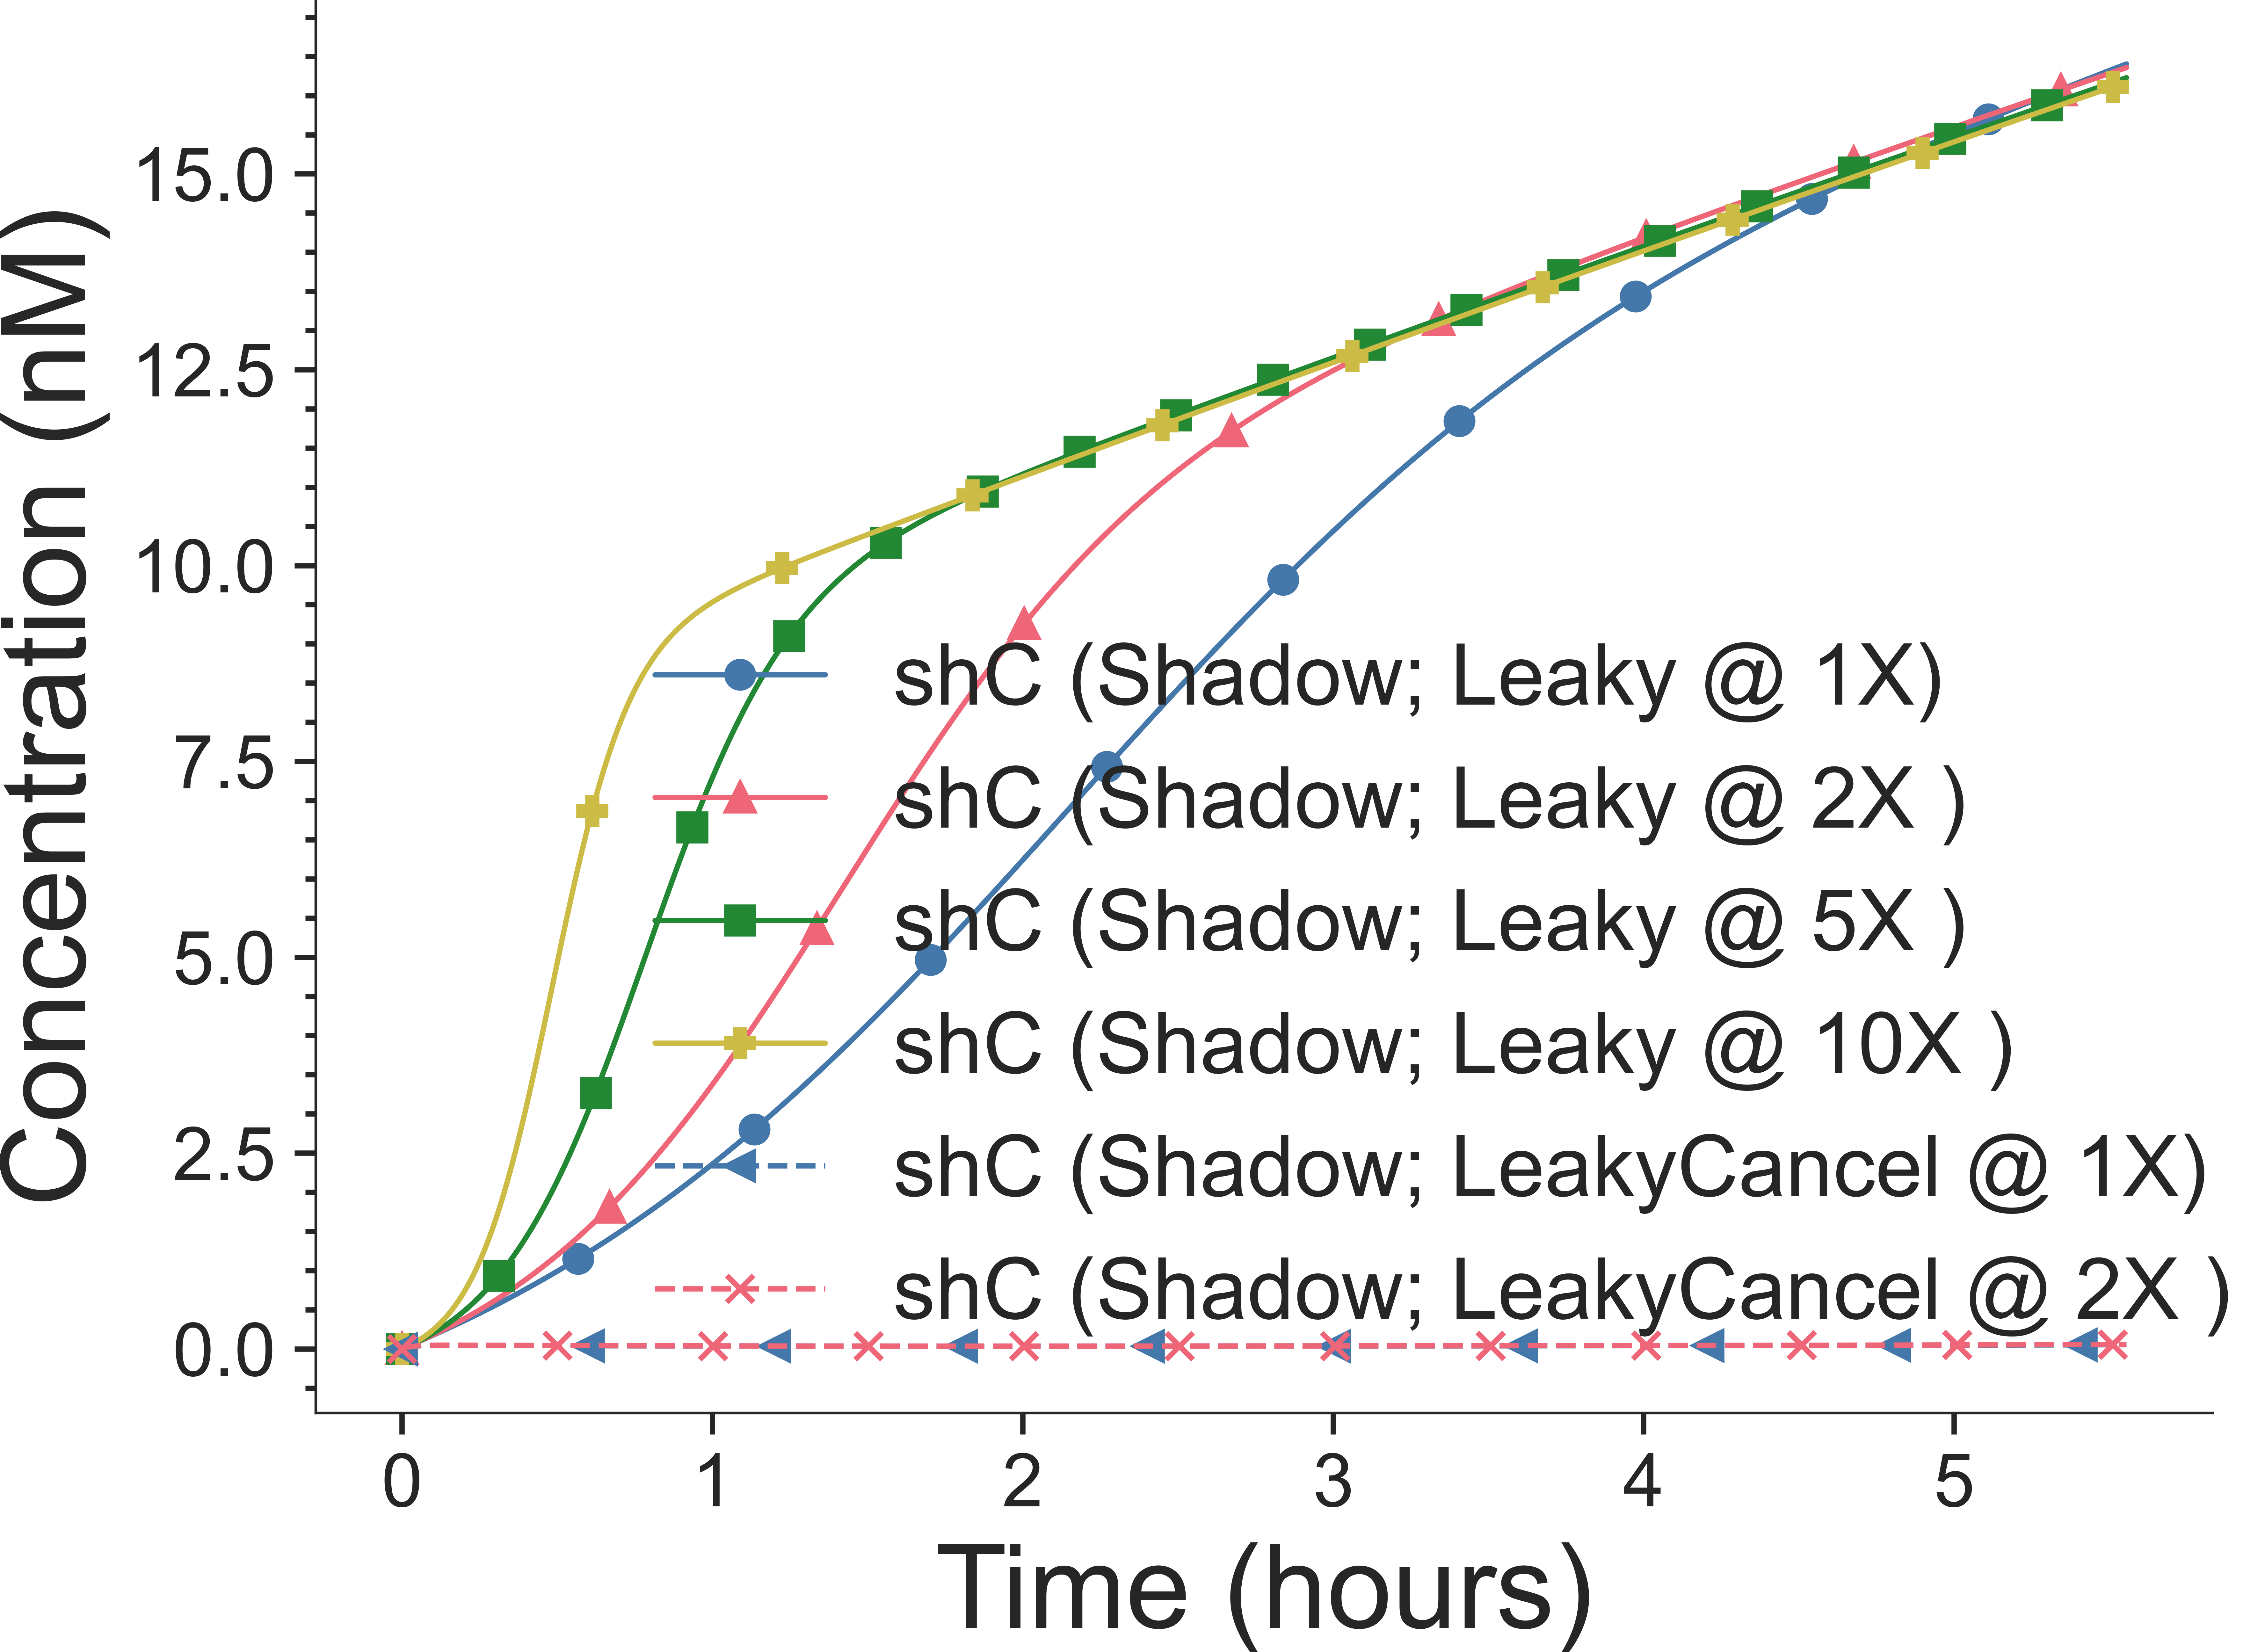 Concentration (nM)
15.0
12.5
10.0
7.5
5.0
2.5
0.0
shC (Shadow; Leaky @ 1X)
shC (Shadow; Leaky @ 2X )
shC (Shadow; Leaky @ 5X )
shC (Shadow; Leaky @ 10X )
shC (Shadow; LeakyCancel @ 1X)
shC (Shadow; LeakyCancel @ 2X )
0 1 2 3 4 5
Time (hours)